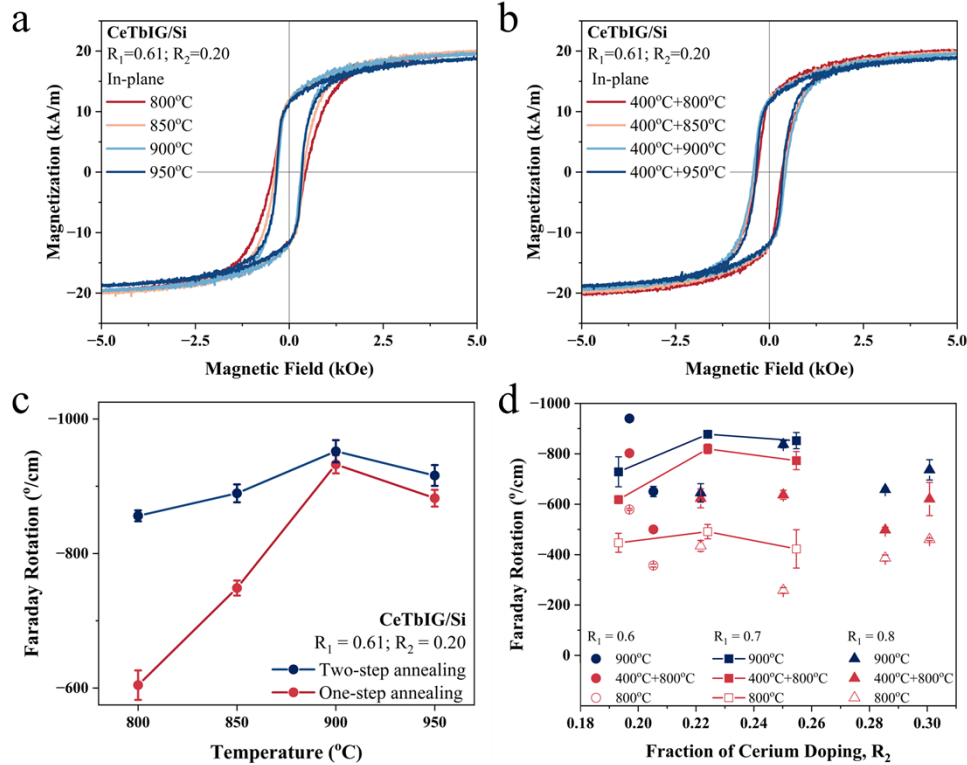 a
CeTbIG/Si
R₁=0.61; R₂=0.20
In-plane
800°C
850°C
900°C
950°C
20
10
0
−10
−20
−5.0
−2.5
0.0
2.5
5.0
Magnetization (kA/m)
Magnetic Field (kOe)
b
CeTbIG/Si
R₁=0.61; R₂=0.20
In-plane
400°C+800°C
400°C+850°C
400°C+900°C
400°C+950°C
20
10
0
−10
−20
−5.0
−2.5
0.0
2.5
5.0
Magnetization (kA/m)
Magnetic Field (kOe)
c
−1000
−800
−600
800
850
900
950
Faraday Rotation (°/cm)
Temperature (°C)
CeTbIG/Si
R₁ = 0.61; R₂ = 0.20
Two-step annealing
One-step annealing
d
−1000
−800
−600
−400
−200
0
0.18
0.20
0.22
0.24
0.26
0.28
0.30
Faraday Rotation (°/cm)
Fraction of Cerium Doping, R₂
R₁ = 0.6
R₁ = 0.7
R₁ = 0.8
900°C
900°C
900°C
400°C+800°C
400°C+800°C
400°C+800°C
800°C
800°C
800°C